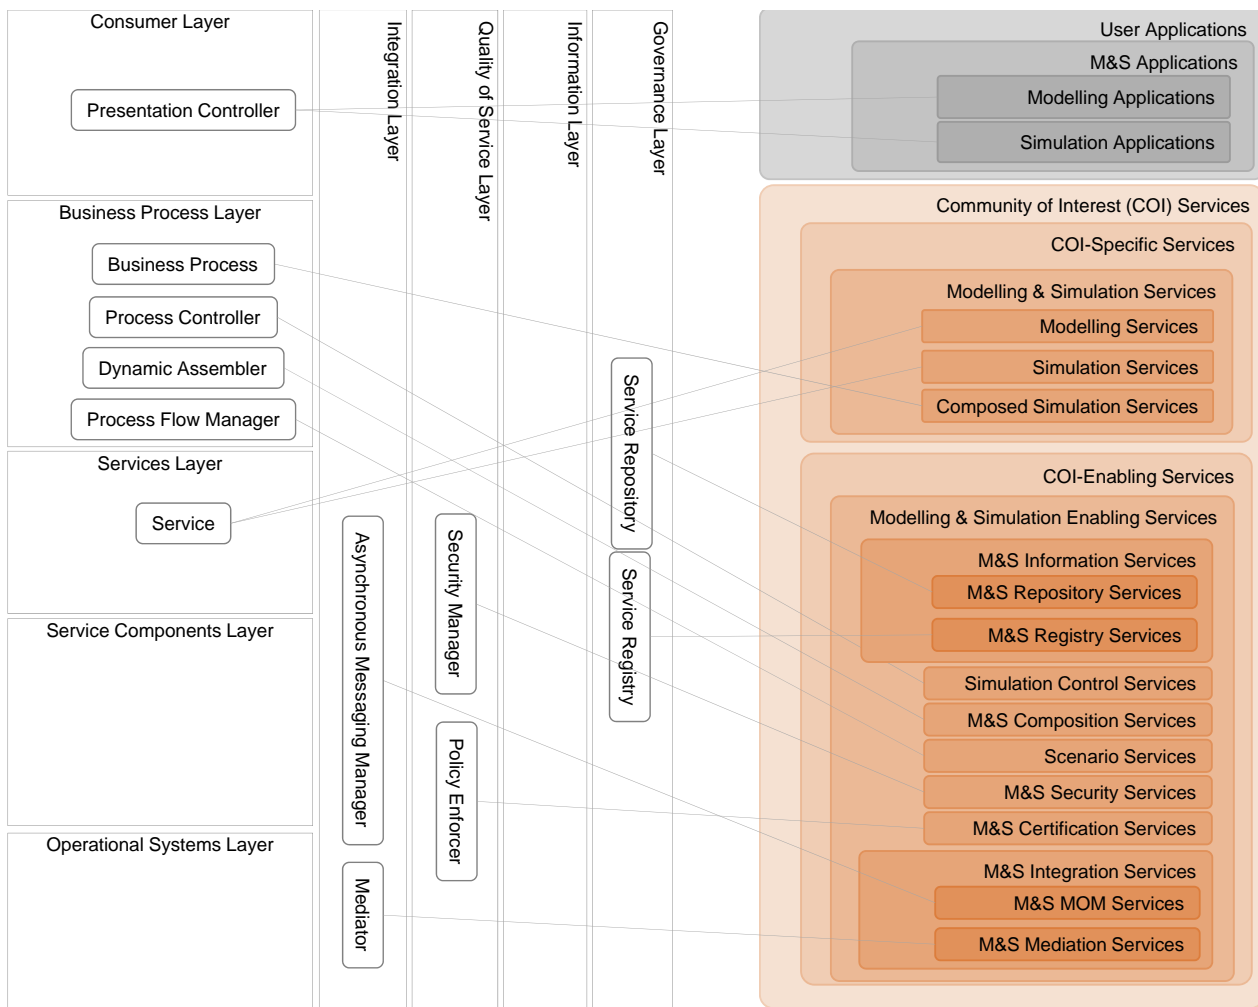 Consumer Layer
Presentation Controller
Business Process Layer
Business Process
Process Controller
Dynamic Assembler
Process Flow Manager
Services Layer
Service
Service Components Layer
Operational Systems Layer
Integration Layer
Asynchronous Messaging Manager
Mediator
Quality of Service Layer
Security Manager
Policy Enforcer
Information Layer
Governance Layer
Service Repository
Service Registry
User Applications
M&S Applications
Modelling Applications
Simulation Applications
Community of Interest (COI) Services
COI-Specific Services
Modelling & Simulation Services
Modelling Services
Simulation Services
Composed Simulation Services
COI-Enabling Services
Modelling & Simulation Enabling Services
M&S Information Services
M&S Repository Services
M&S Registry Services
Simulation Control Services
M&S Composition Services
Scenario Services
M&S Security Services
M&S Certification Services
M&S Integration Services
M&S MOM Services
M&S Mediation Services